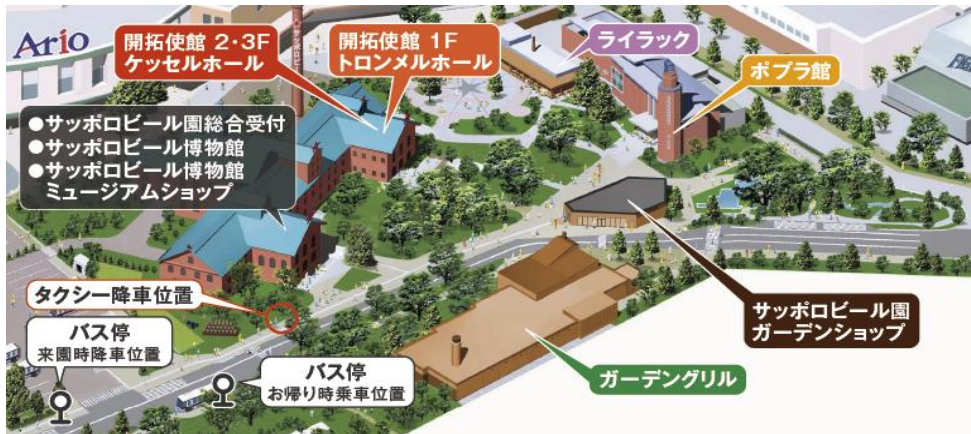 Ario
開拓使館 2・3F
ケッセルホール
開拓使館 1F
トロンメルホール
ライラック
ポプラ館
●サッポロビール園総合受付
●サッポロビール博物館
●サッポロビール博物館
ミュージアムショップ
タクシー降車位置
バス停
来園時降車位置
バス停
お帰り時乗車位置
サッポロビール園
ガーデンショップ
ガーデングリル